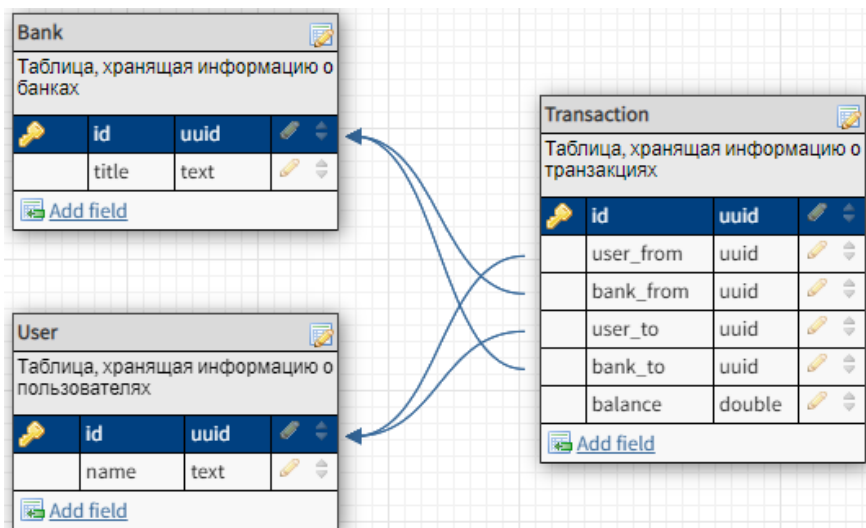 Bank
Таблица, хранящая информацию о
банках
id uuid
title text
Add field
User
Таблица, хранящая информацию о
пользователях
id uuid
name text
Add field
Transaction
Таблица, хранящая информацию о
транзакциях
id uuid
user_from uuid
bank_from uuid
user_to uuid
bank_to uuid
balance double
Add field